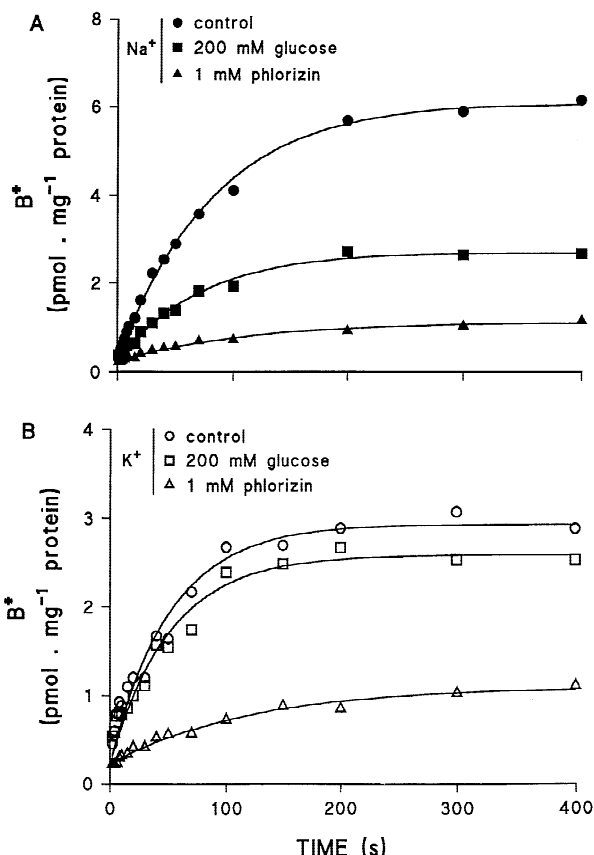 A
Na⁺
● control
■ 200 mM glucose
▲ 1 mM phlorizin
B*
(pmol . mg⁻¹ protein)
8
6
4
2
0
B
K⁺
○ control
□ 200 mM glucose
△ 1 mM phlorizin
B*
(pmol . mg⁻¹ protein)
4
3
2
1
0
0 100 200 300 400
TIME (s)